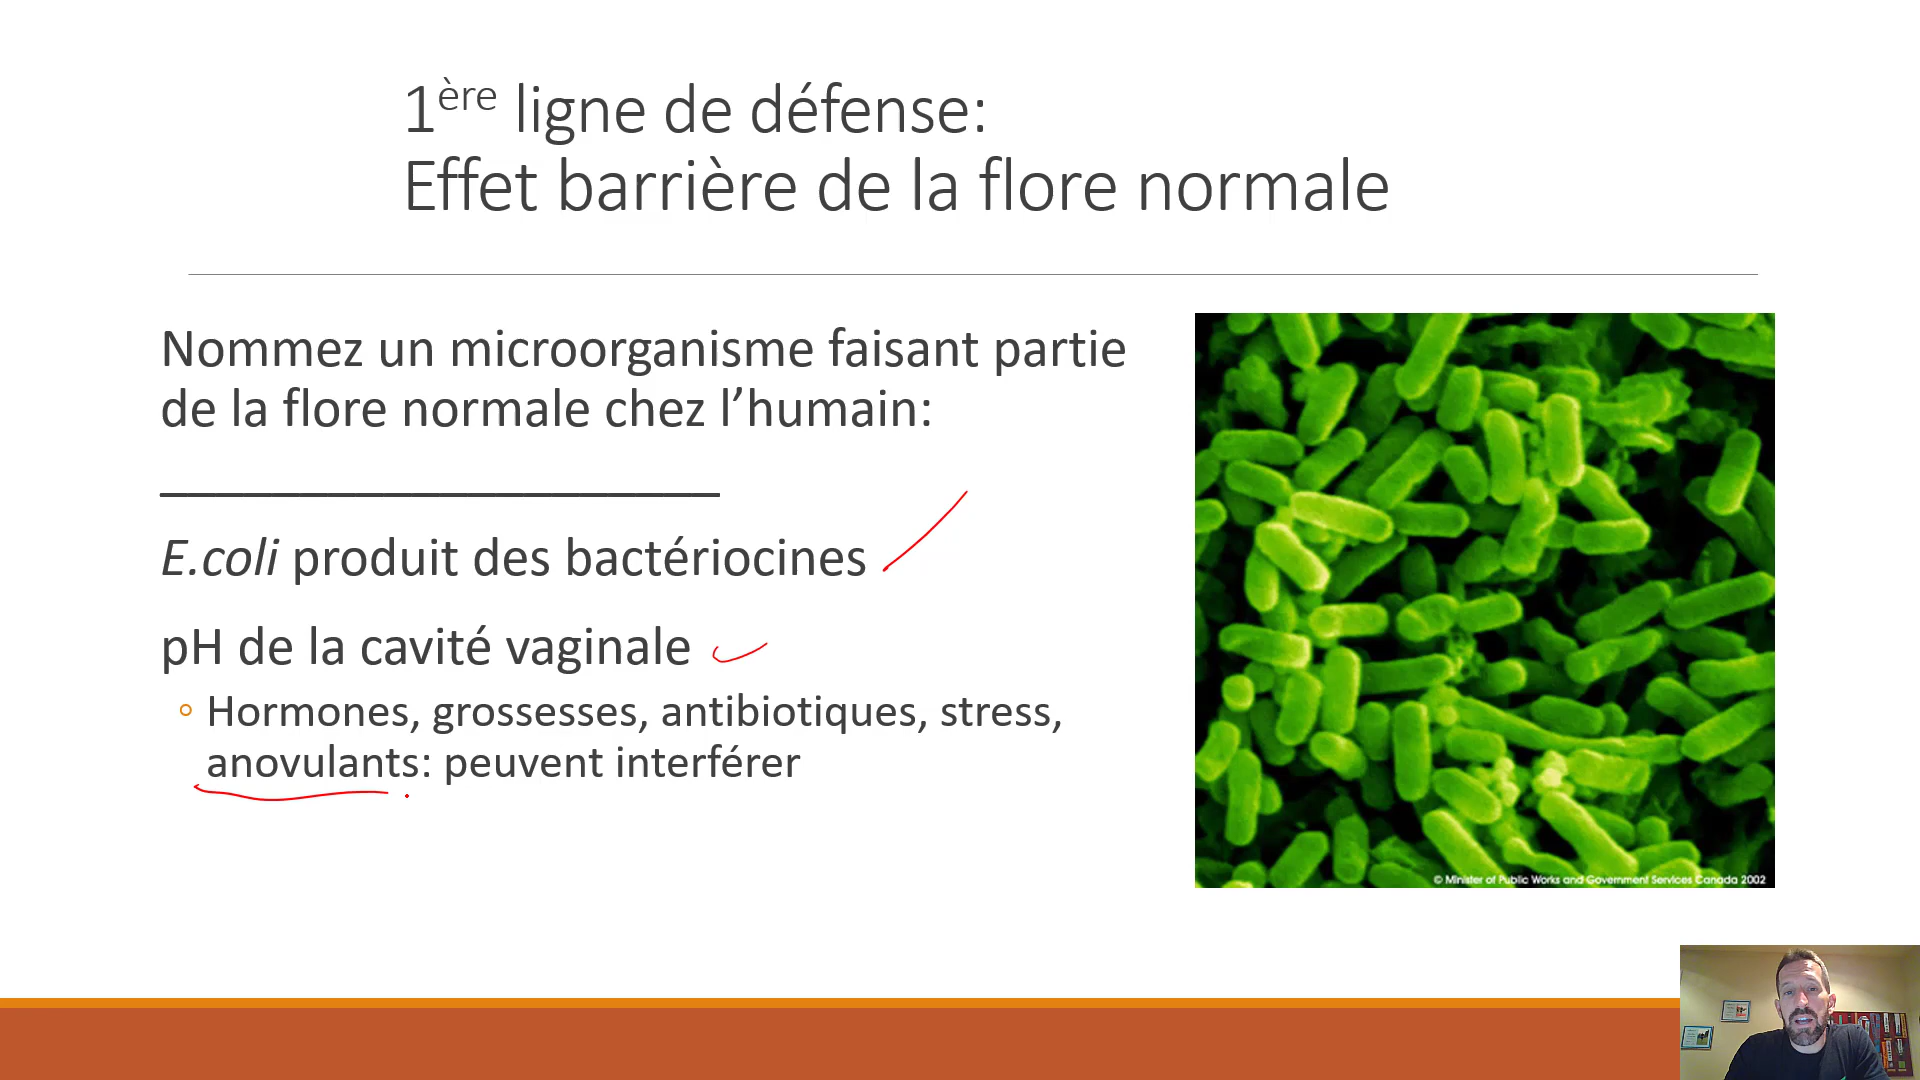 1ère ligne de défense:
Effet barrière de la flore normale
Nommez un microorganisme faisant partie
de la flore normale chez l’humain:
____________________
E.coli produit des bactériocines
pH de la cavité vaginale
Hormones, grossesses, antibiotiques, stress,
anovulants: peuvent interférer
© Minister of Public Works and Government Services Canada 2002